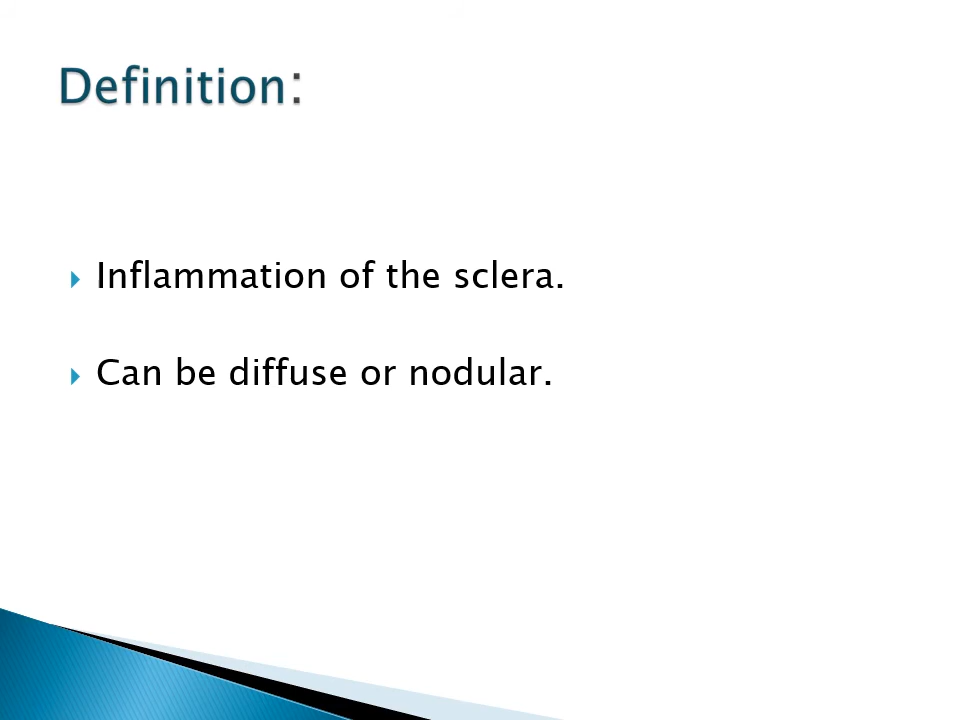 Definition:
Inflammation of the sclera.
Can be diffuse or nodular.